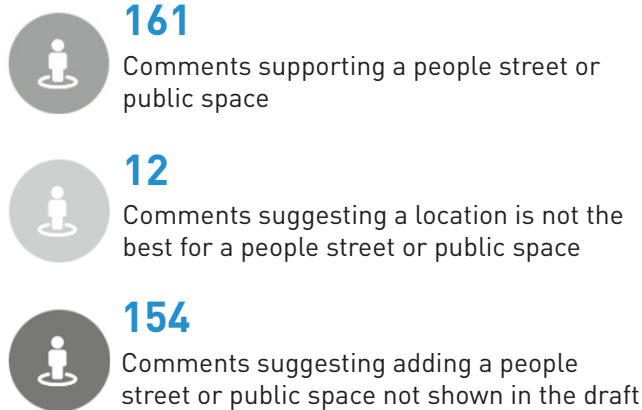 161
Comments supporting a people street or
public space
12
Comments suggesting a location is not the
best for a people street or public space
154
Comments suggesting adding a people
street or public space not shown in the draft